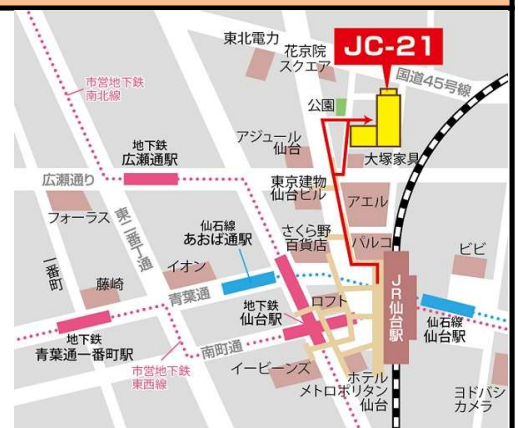 東北電力
花京院
スクエア
JC-21
国道45号線
市営地下鉄
南北線
公園
アジュール
仙台
大塚家具
地下鉄
広瀬通駅
広瀬通り
東京建物
仙台ビル
アエル
フォーラス
東二番丁通
仙石線
あおば通駅
さくら野
百貨店
パルコ
ビビ
一番町
藤崎
イオン
青葉通
JR仙台駅
地下鉄
仙台駅
ロフト
仙石線
仙台駅
地下鉄
青葉通一番町駅
南町通
市営地下鉄
東西線
イービーンズ
ホテル
メトロポリタン
仙台
ヨドバシ
カメラ